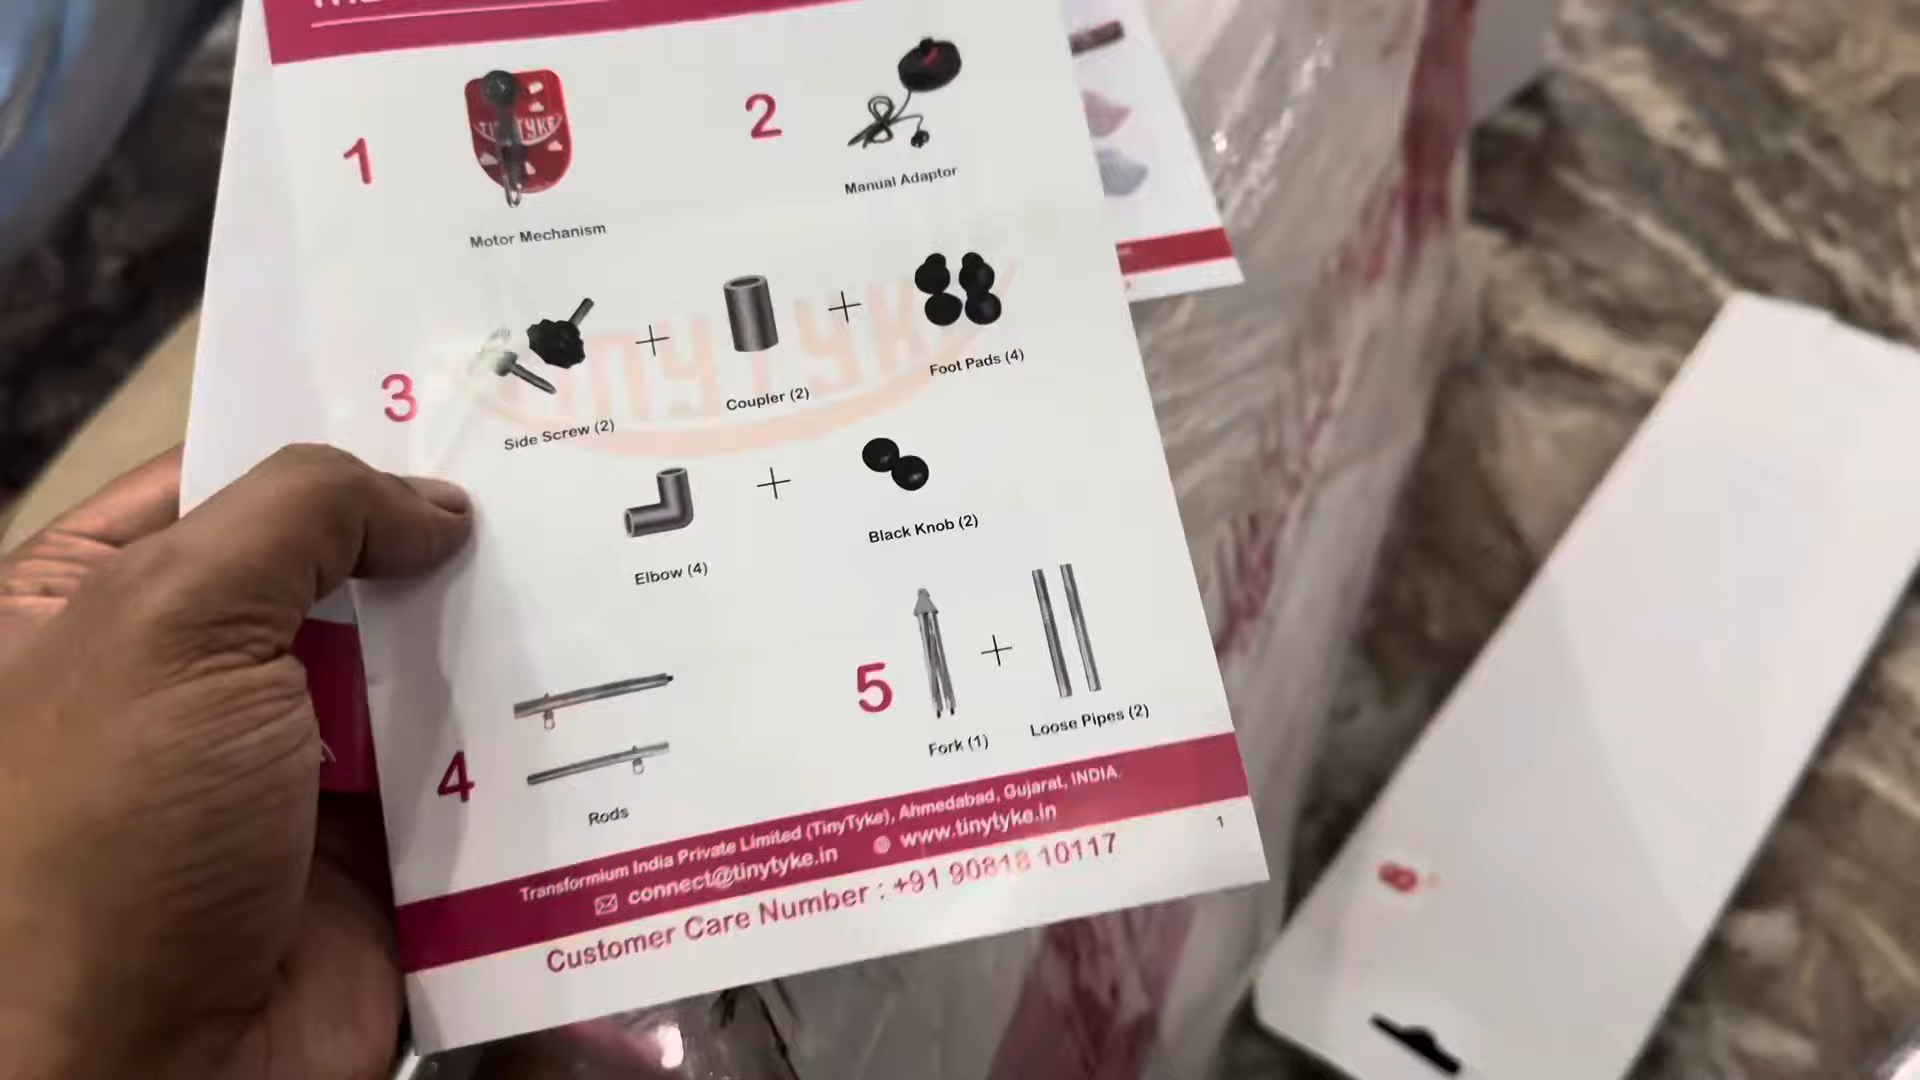 1
TINYTYKE
Motor Mechanism
2
Manual Adaptor
3
TINYTYKE
Side Screw (2)
+
Coupler (2)
+
Foot Pads (4)
Elbow (4)
+
Black Knob (2)
4
Rods
5
Fork (1)
+
Loose Pipes (2)
Transformium India Private Limited (TinyTyke), Ahmedabad, Gujarat, INDIA.
connect@tinytyke.in www.tinytyke.in
1
Customer Care Number : +91 90818 10117